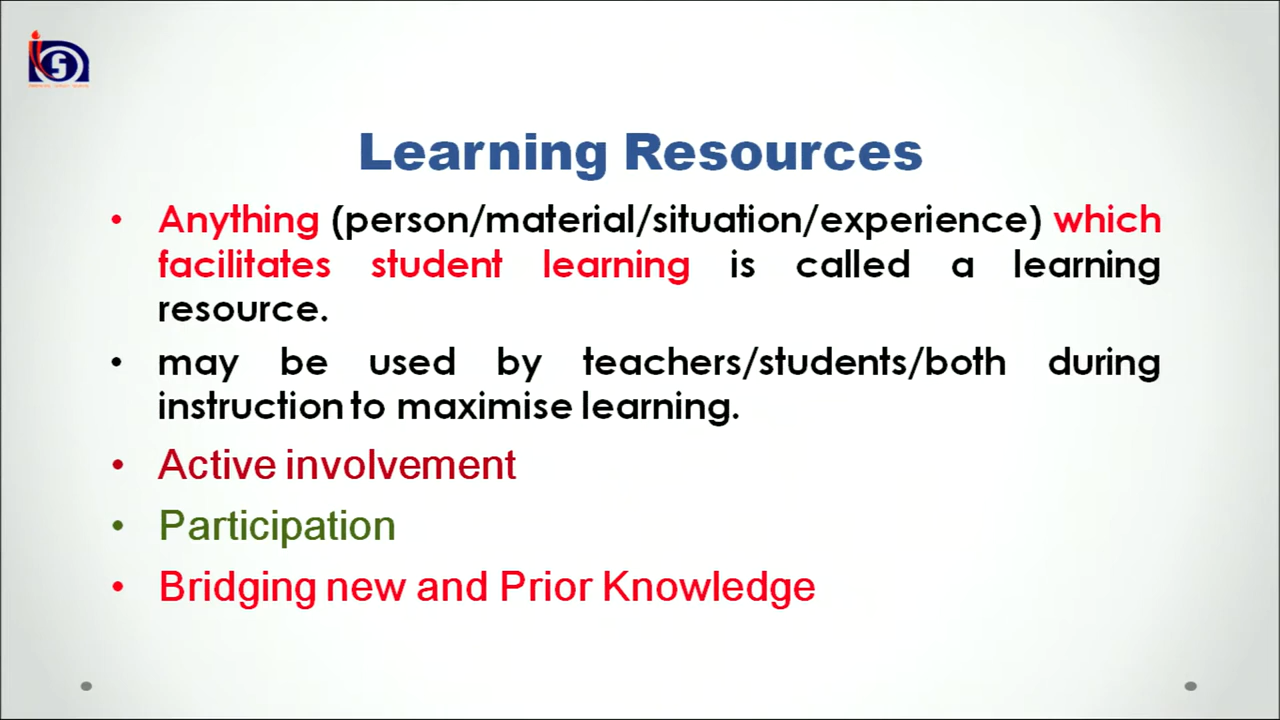 Learning Resources
• Anything (person/material/situation/experience) which
facilitates student learning is called a learning
resource.
• may be used by teachers/students/both during
instruction to maximise learning.
• Active involvement
• Participation
• Bridging new and Prior Knowledge